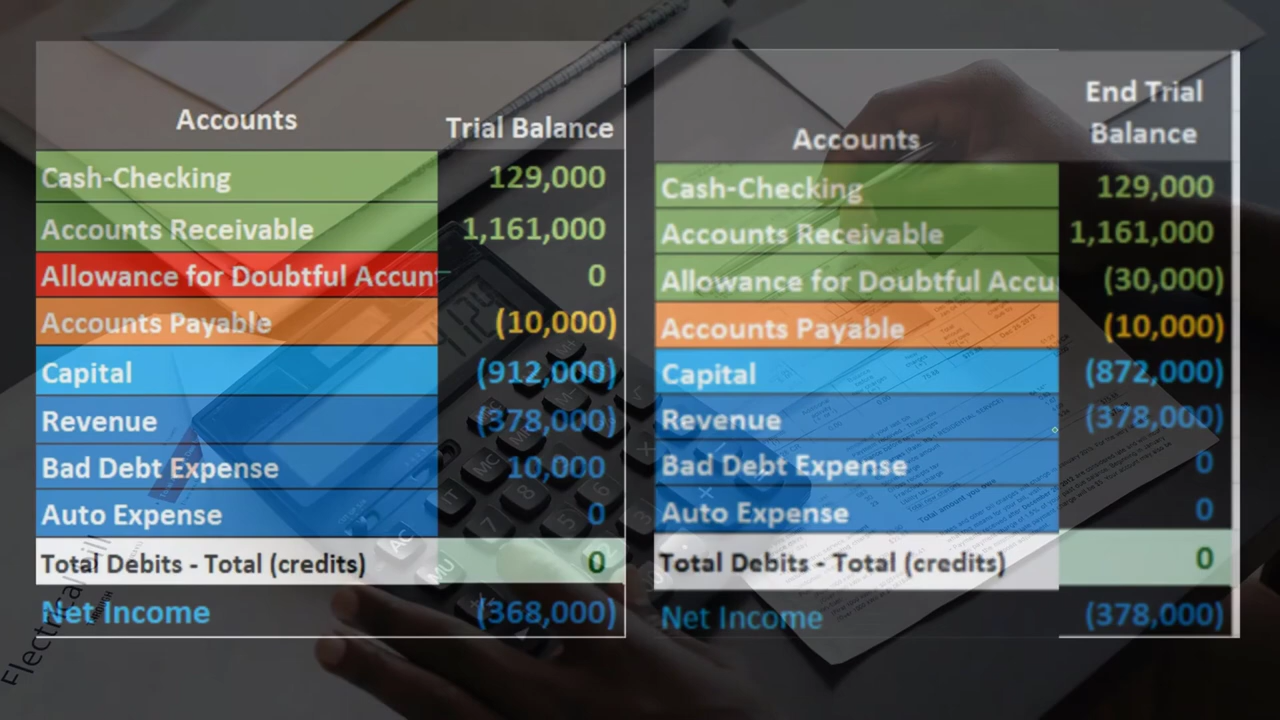 Accounts Trial Balance
Cash-Checking 129,000
Accounts Receivable 1,161,000
Allowance for Doubtful Accun 0
Accounts Payable (10,000)
Capital (912,000)
Revenue (378,000)
Bad Debt Expense 10,000
Auto Expense 0
Total Debits - Total (credits) 0
Net Income (368,000)
End Trial
Accounts Balance
Cash-Checking 129,000
Accounts Receivable 1,161,000
Allowance for Doubtful Accu (30,000)
Accounts Payable (10,000)
Capital (872,000)
Revenue (378,000)
Bad Debt Expense 0
Auto Expense 0
Total Debits - Total (credits) 0
Net Income (378,000)